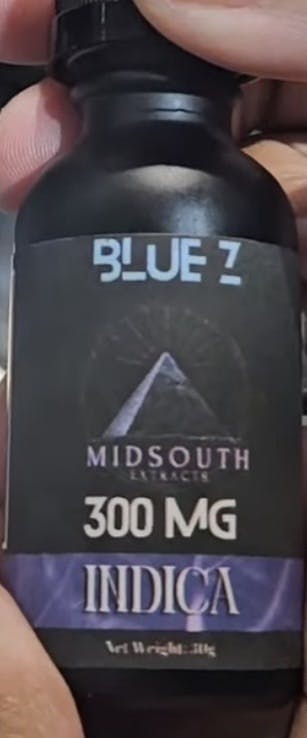 BLUE Z
MIDSOUTH
EXTRACTS
300 MG
INDICA
Net Weight: 30g